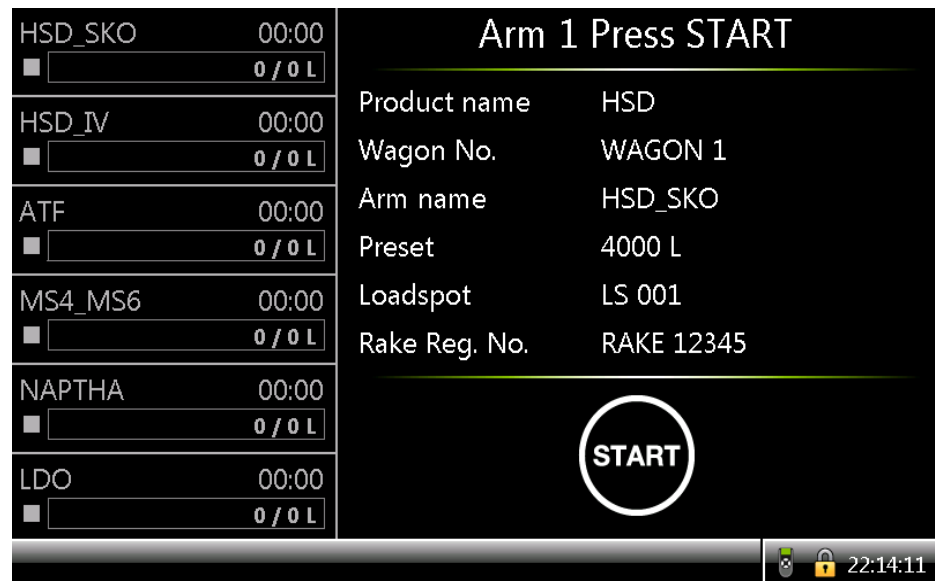 HSD_SKO 00:00
0 / 0 L
HSD_IV 00:00
0 / 0 L
ATF 00:00
0 / 0 L
MS4_MS6 00:00
0 / 0 L
NAPTHA 00:00
0 / 0 L
LDO 00:00
0 / 0 L
Arm 1 Press START
Product name HSD
Wagon No. WAGON 1
Arm name HSD_SKO
Preset 4000 L
Loadspot LS 001
Rake Reg. No. RAKE 12345
START
22:14:11